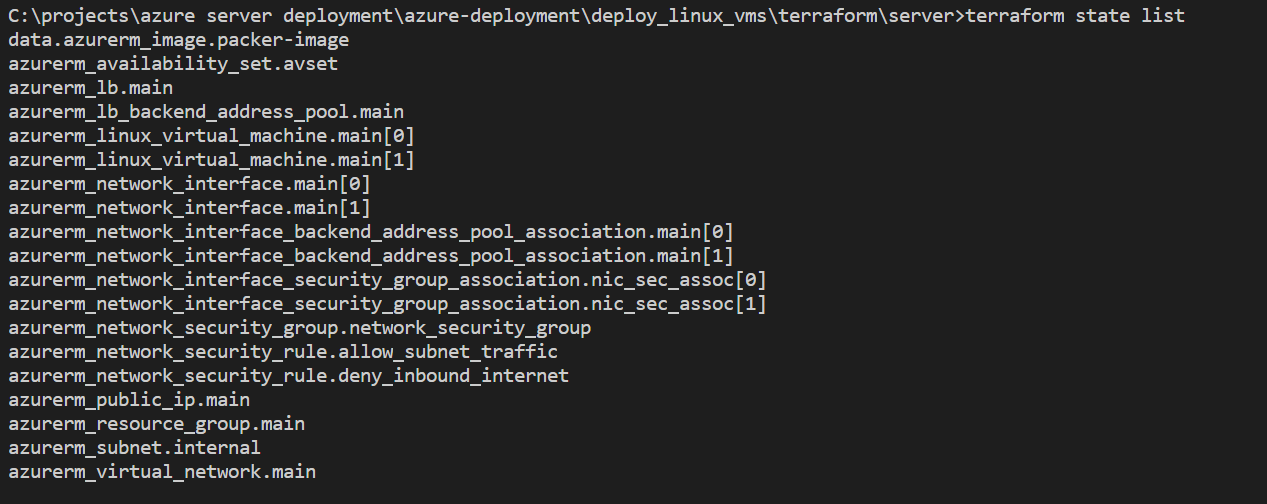 C:\projects\azure server deployment\azure-deployment\deploy_linux_vms\terraform\server>terraform state list
data.azurerm_image.packer-image
azurerm_availability_set.avset
azurerm_lb.main
azurerm_lb_backend_address_pool.main
azurerm_linux_virtual_machine.main[0]
azurerm_linux_virtual_machine.main[1]
azurerm_network_interface.main[0]
azurerm_network_interface.main[1]
azurerm_network_interface_backend_address_pool_association.main[0]
azurerm_network_interface_backend_address_pool_association.main[1]
azurerm_network_interface_security_group_association.nic_sec_assoc[0]
azurerm_network_interface_security_group_association.nic_sec_assoc[1]
azurerm_network_security_group.network_security_group
azurerm_network_security_rule.allow_subnet_traffic
azurerm_network_security_rule.deny_inbound_internet
azurerm_public_ip.main
azurerm_resource_group.main
azurerm_subnet.internal
azurerm_virtual_network.main